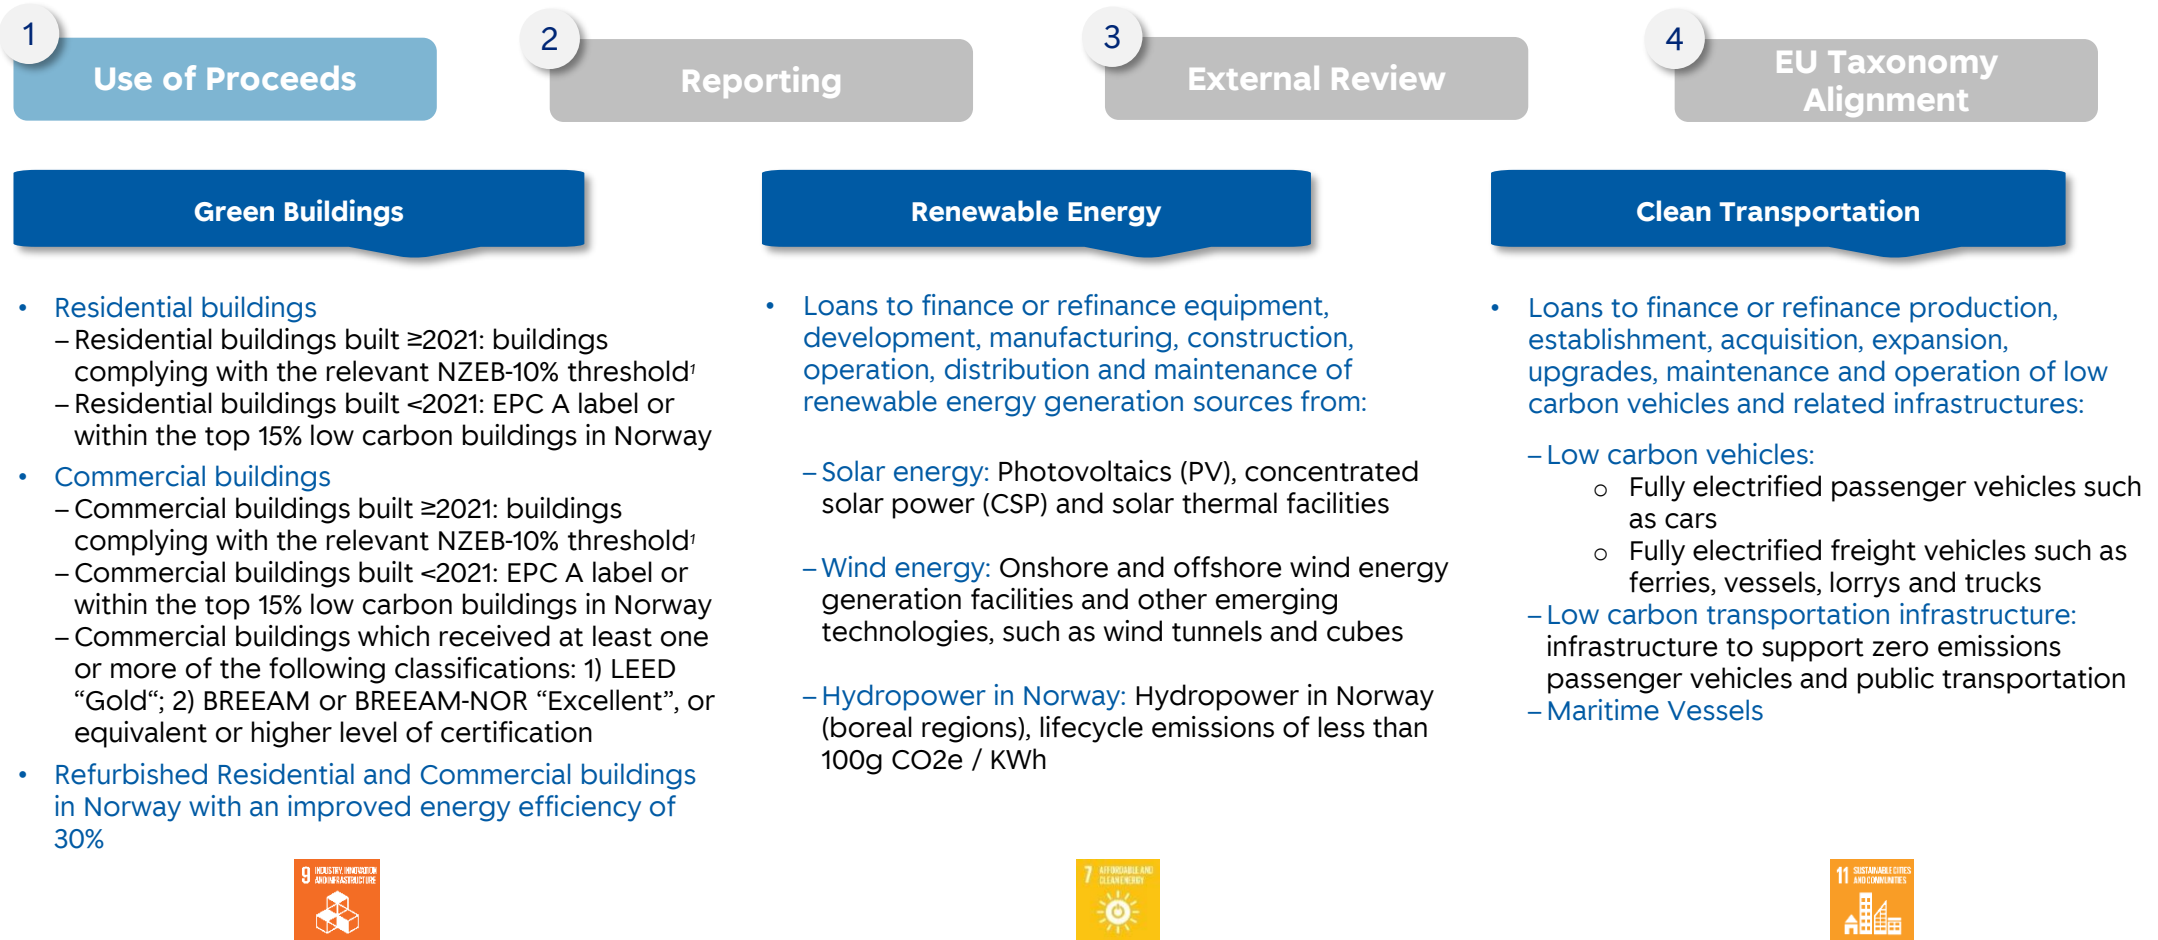 1
Use of Proceeds
2
Reporting
3
External Review
4
EU Taxonomy
Alignment
Green Buildings
• Residential buildings
– Residential buildings built ≥2021: buildings
complying with the relevant NZEB-10% threshold¹
– Residential buildings built <2021: EPC A label or
within the top 15% low carbon buildings in Norway
• Commercial buildings
– Commercial buildings built ≥2021: buildings
complying with the relevant NZEB-10% threshold¹
– Commercial buildings built <2021: EPC A label or
within the top 15% low carbon buildings in Norway
– Commercial buildings which received at least one
or more of the following classifications: 1) LEED
“Gold“; 2) BREEAM or BREEAM-NOR “Excellent”, or
equivalent or higher level of certification
• Refurbished Residential and Commercial buildings
in Norway with an improved energy efficiency of
30%
9 INDUSTRY, INNOVATION
AND INFRASTRUCTURE
Renewable Energy
• Loans to finance or refinance equipment,
development, manufacturing, construction,
operation, distribution and maintenance of
renewable energy generation sources from:
– Solar energy: Photovoltaics (PV), concentrated
solar power (CSP) and solar thermal facilities
– Wind energy: Onshore and offshore wind energy
generation facilities and other emerging
technologies, such as wind tunnels and cubes
– Hydropower in Norway: Hydropower in Norway
(boreal regions), lifecycle emissions of less than
100g CO2e / KWh
7 AFFORDABLE AND
CLEAN ENERGY
Clean Transportation
• Loans to finance or refinance production,
establishment, acquisition, expansion,
upgrades, maintenance and operation of low
carbon vehicles and related infrastructures:
– Low carbon vehicles:
o Fully electrified passenger vehicles such
as cars
o Fully electrified freight vehicles such as
ferries, vessels, lorrys and trucks
– Low carbon transportation infrastructure:
infrastructure to support zero emissions
passenger vehicles and public transportation
– Maritime Vessels
11 SUSTAINABLE CITIES
AND COMMUNITIES